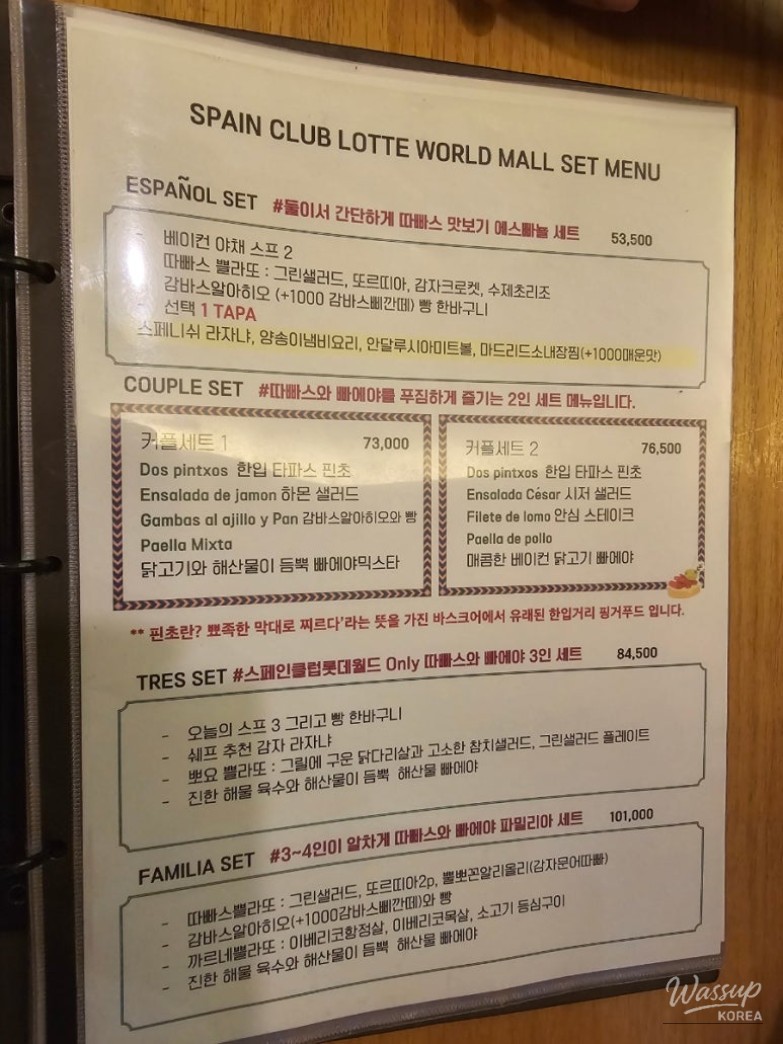 SPAIN CLUB LOTTE WORLD MALL SET MENU
ESPAÑOL SET #둘이서 간단하게 따빠스 맛보기 에스빠뇰 세트 53,500
- 베이컨 야채 스프 2
따빠스 쁠라또 : 그린샐러드, 또르띠아, 감자크로켓, 수제초리조
감바스알아히오 (+1000 감바스삐깐떼) 빵 한바구니
- 선택 1 TAPA
스페니쉬 라자냐, 양송이냄비요리, 안달루시아미트볼, 마드리드소내장찜(+1000매운맛)
COUPLE SET #따빠스와 빠에야를 푸짐하게 즐기는 2인 세트 메뉴입니다.
커플세트 1 73,000
Dos pintxos 한입 타파스 핀초
Ensalada de jamon 하몬 샐러드
Gambas al ajillo y Pan 감바스알아히오와 빵
Paella Mixta
닭고기와 해산물이 듬뿍 빠에야믹스타
커플세트 2 76,500
Dos pintxos 한입 타파스 핀초
Ensalada César 시저 샐러드
Filete de lomo 안심 스테이크
Paella de pollo
매콤한 베이컨 닭고기 빠에야
** 핀초란? 뾰족한 막대로 찌르다'라는 뜻을 가진 바스크어에서 유래된 한입거리 핑거푸드 입니다.
TRES SET #스페인클럽롯데월드 Only 따빠스와 빠에야 3인 세트 84,500
- 오늘의 스프 3 그리고 빵 한바구니
- 쉐프 추천 감자 라자냐
- 뽀요 쁠라또 : 그릴에 구운 닭다리살과 고소한 참치샐러드, 그린샐러드 플레이트
- 진한 해물 육수와 해산물이 듬뿍 해산물 빠에야
FAMILIA SET #3~4인이 알차게 따빠스와 빠에야 파밀리아 세트 101,000
- 따빠스쁠라또 : 그린샐러드, 또르띠아2p, 뿔뽀꼰알리올리(감자문어따빠)
- 감바스알아히오(+1000감바스삐깐떼)와 빵
- 까르네쁠라또 : 이베리코항정살, 이베리코목살, 소고기 등심구이
- 진한 해물 육수와 해산물이 듬뿍 해산물 빠에야
Wassup
KOREA